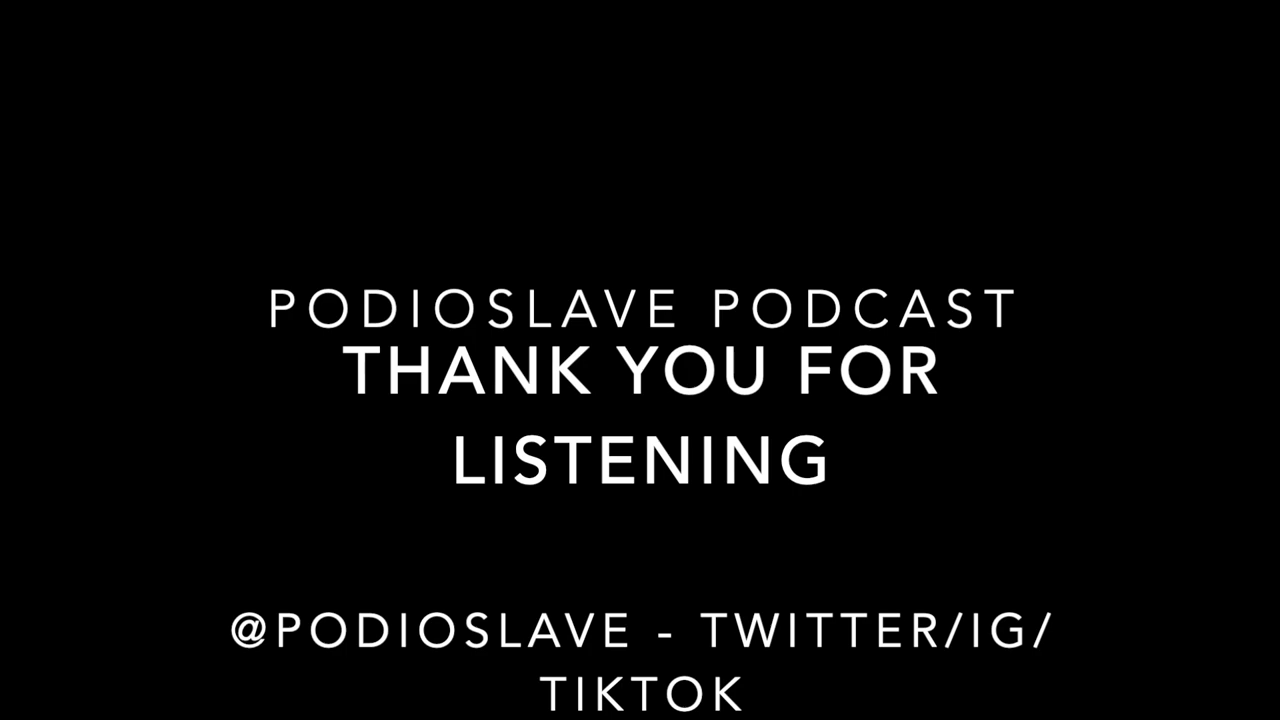 PODIOSLAVE PODCAST
THANK YOU FOR
LISTENING
@PODIOSLAVE - TWITTER/IG/
TIKTOK